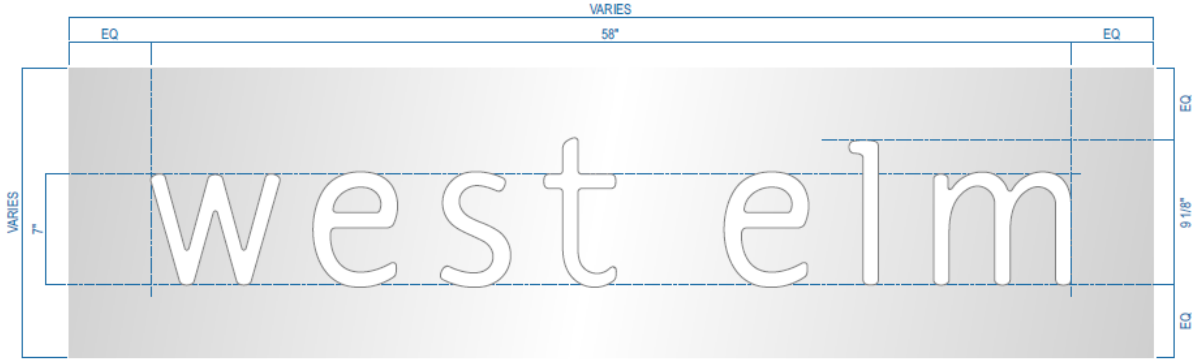 VARIES
EQ 58" EQ
EQ
VARIES
7"
west elm
9 1/8"
EQ